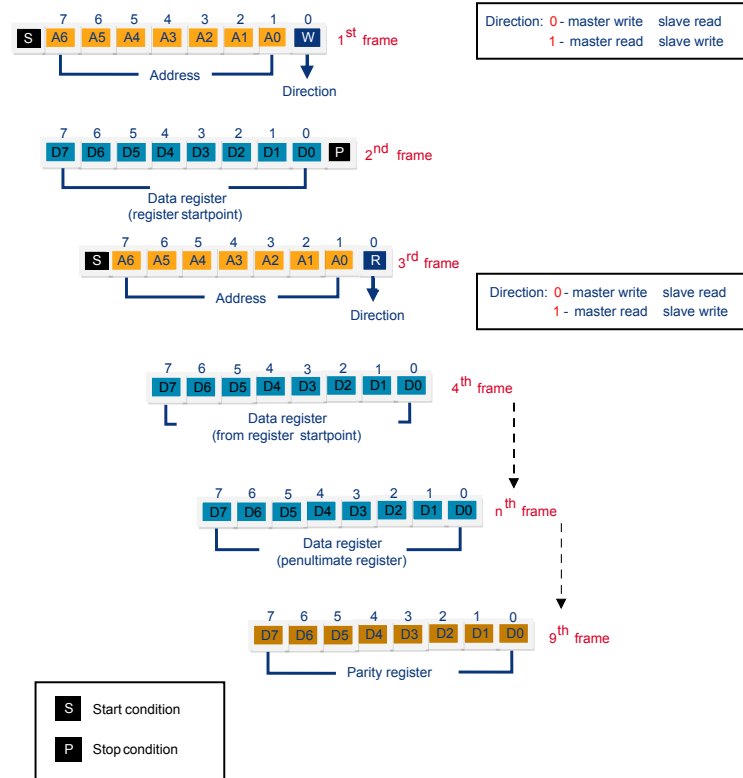 7 6 5 4 3 2 1 0
S A6 A5 A4 A3 A2 A1 A0 W 1st frame
Address
Direction
Direction: 0 - master write slave read
1 - master read slave write
7 6 5 4 3 2 1 0
D7 D6 D5 D4 D3 D2 D1 D0 P 2nd frame
Data register
(register startpoint)
7 6 5 4 3 2 1 0
S A6 A5 A4 A3 A2 A1 A0 R 3rd frame
Address
Direction
Direction: 0 - master write slave read
1 - master read slave write
7 6 5 4 3 2 1 0
D7 D6 D5 D4 D3 D2 D1 D0 4th frame
Data register
(from register startpoint)
7 6 5 4 3 2 1 0
D7 D6 D5 D4 D3 D2 D1 D0 nth frame
Data register
(penultimate register)
7 6 5 4 3 2 1 0
D7 D6 D5 D4 D3 D2 D1 D0 9th frame
Parity register
S Start condition
P Stop condition